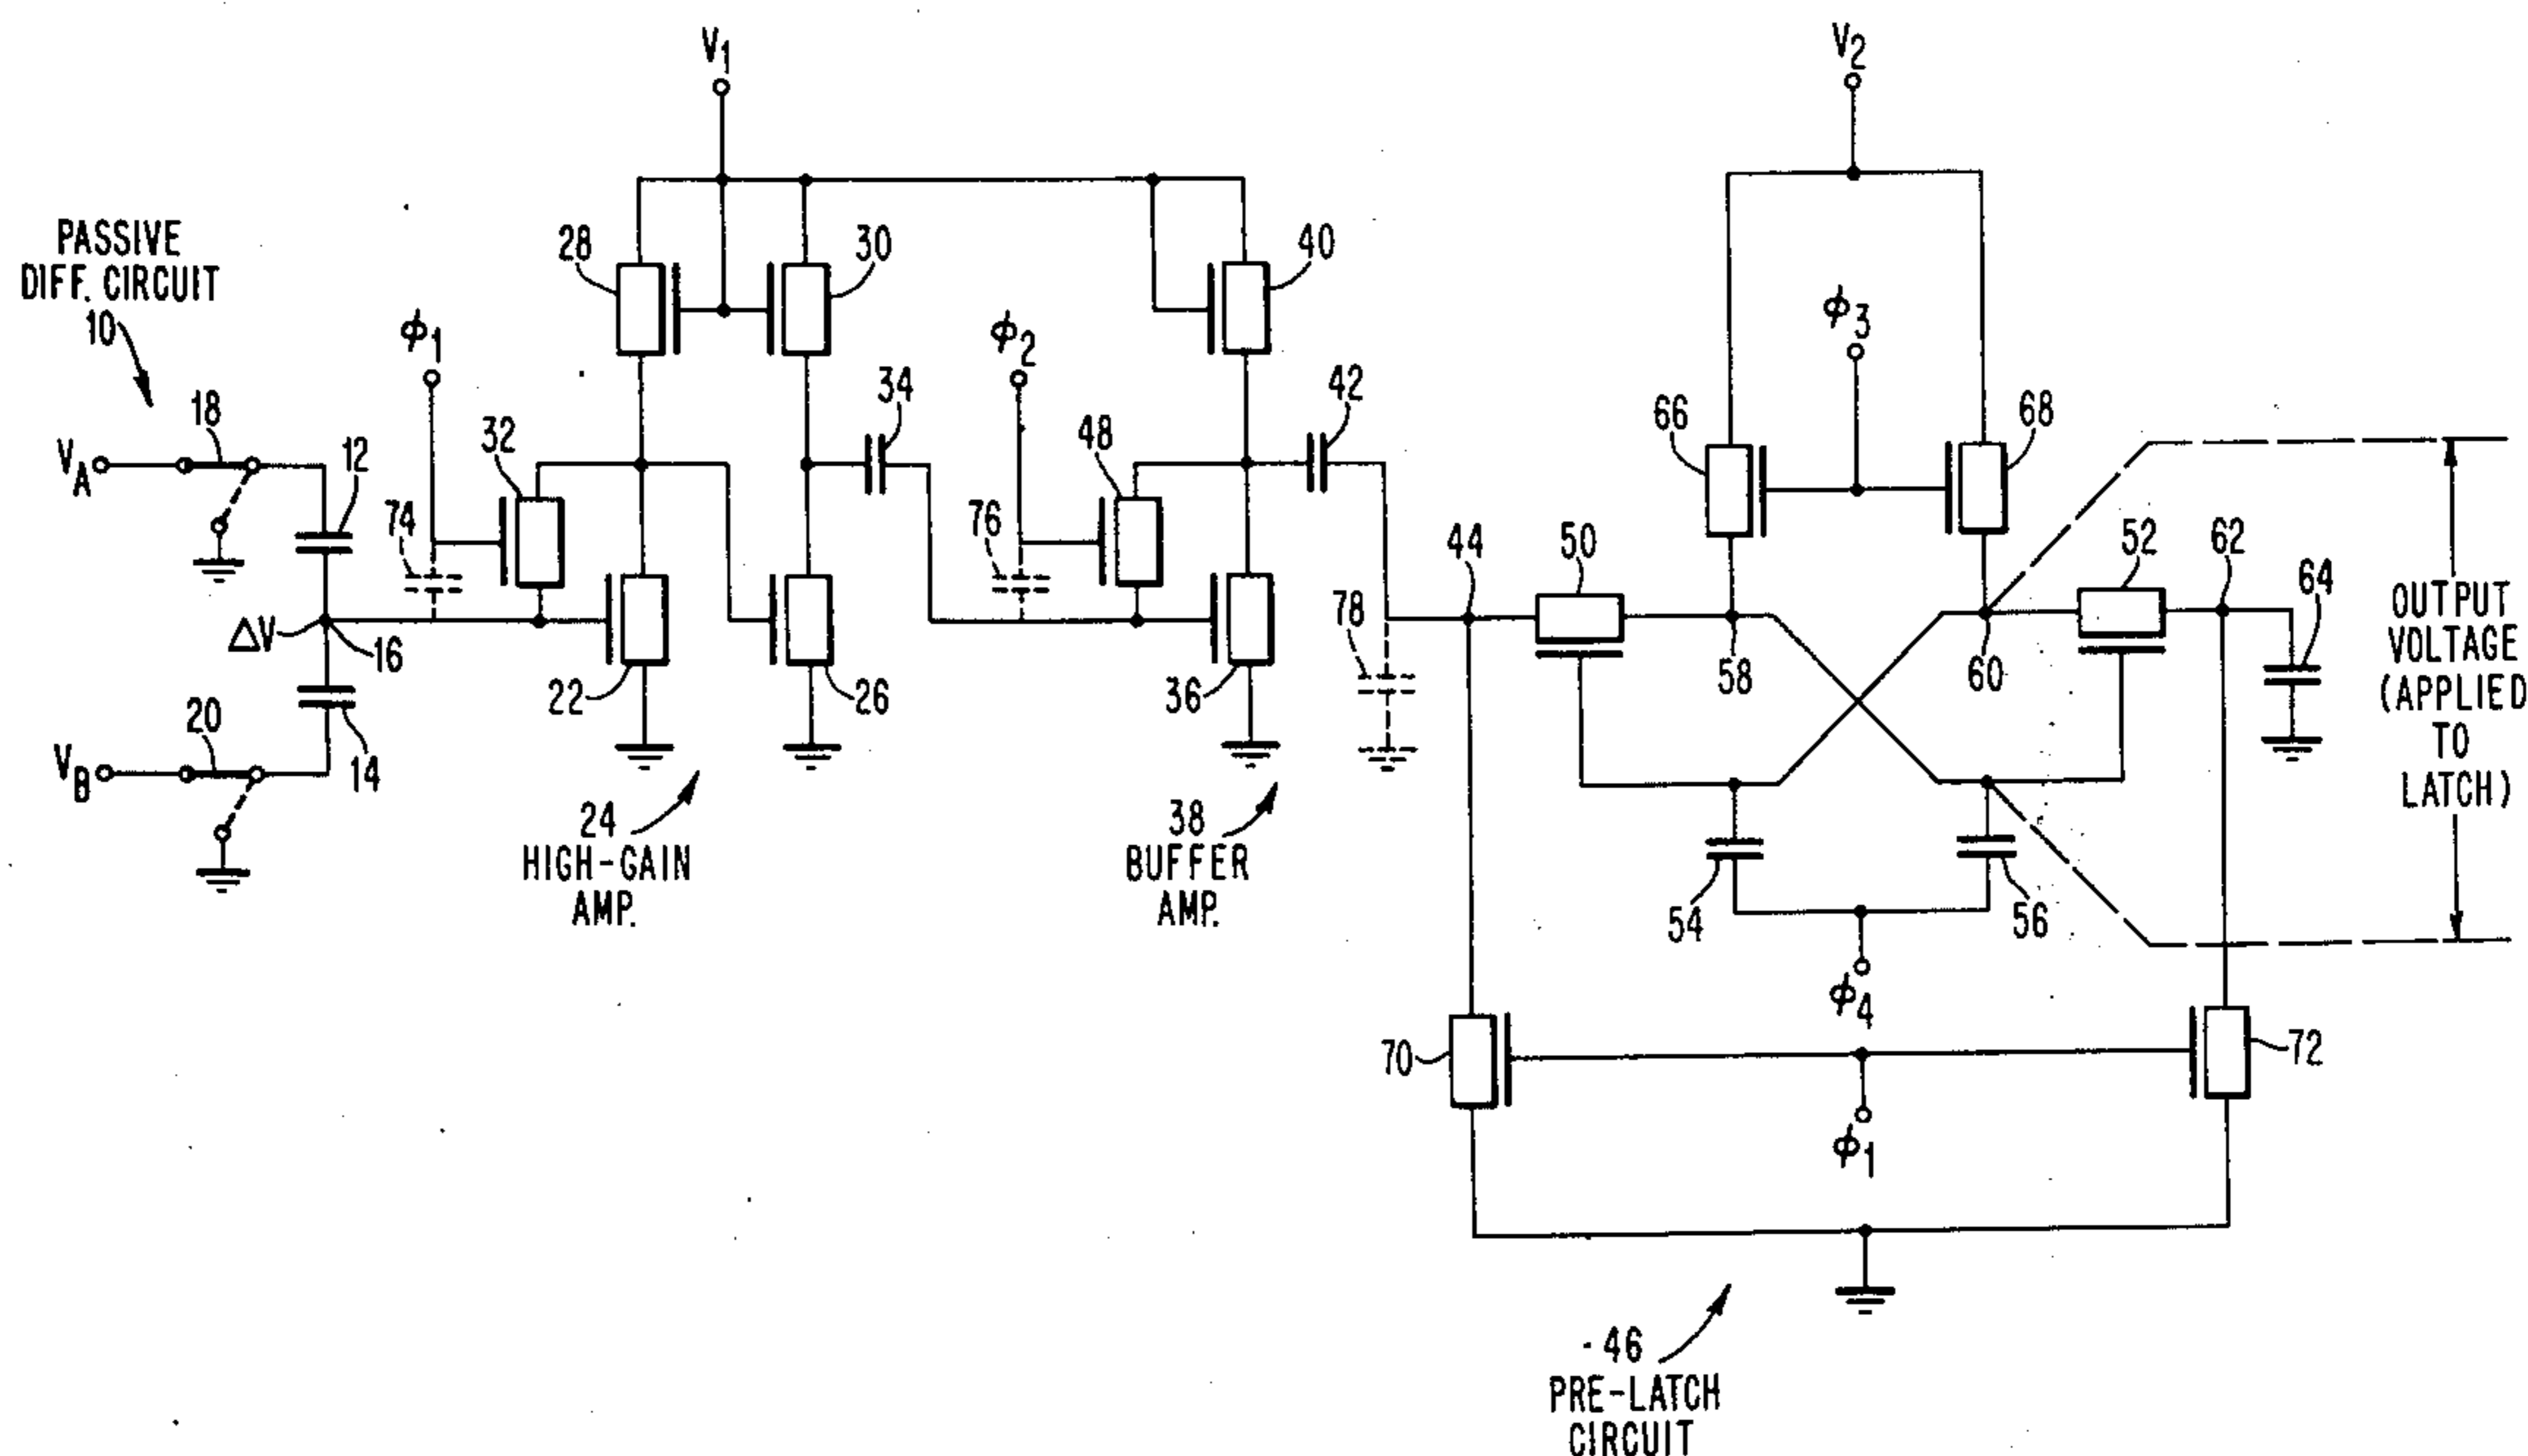 V1
V2
PASSIVE
DIFF. CIRCUIT
10
28
30
40
ϕ1
ϕ2
ϕ3
VA
18
12
32
34
48
42
66
68
74
76
44
50
52
62
64
78
ΔV
16
58
60
22
26
36
VB
20
14
24
HIGH-GAIN
AMP.
38
BUFFER
AMP.
54
56
ϕ4
OUTPUT
VOLTAGE
(APPLIED
TO
LATCH)
70
72
ϕ1
46
PRE-LATCH
CIRCUIT